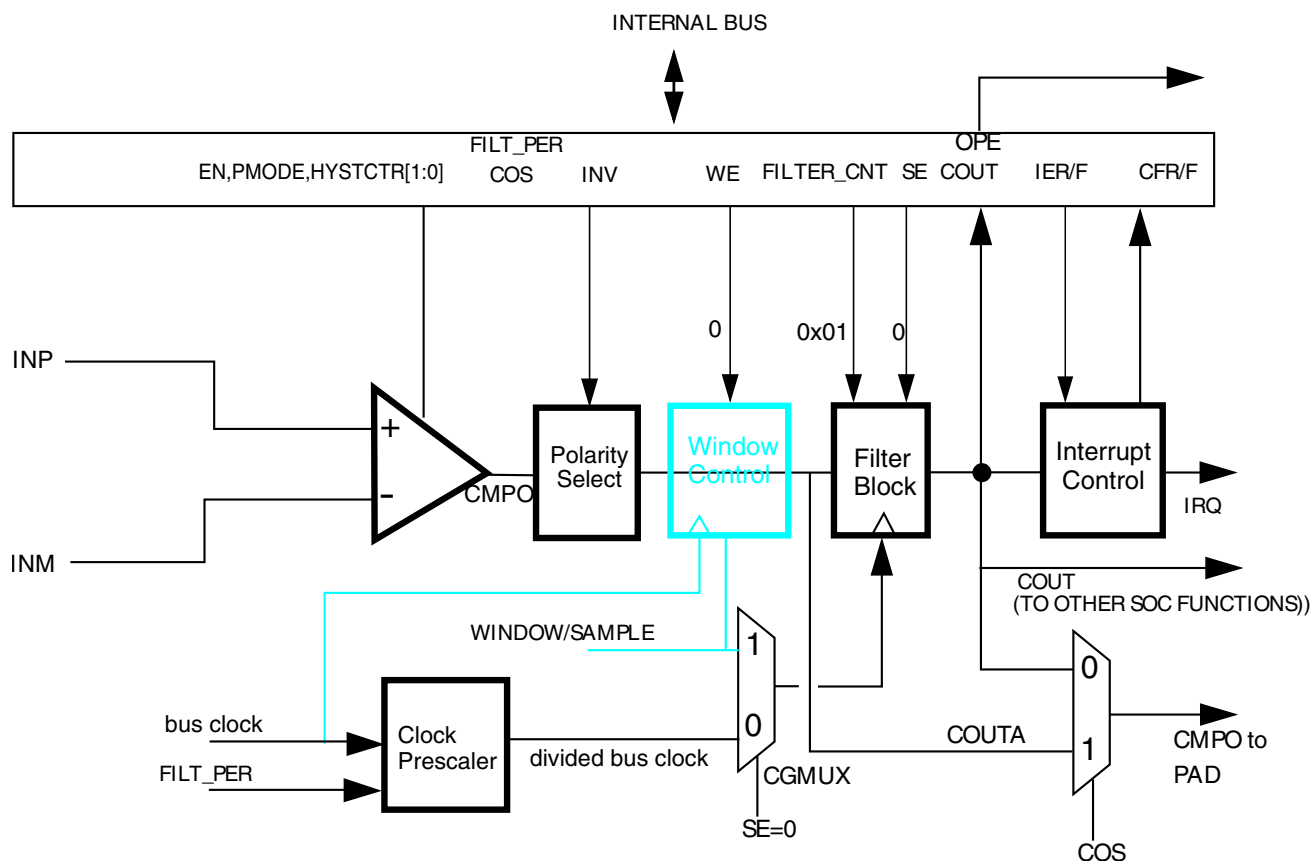 INTERNAL BUS
OPE
FILT_PER
EN,PMODE,HYSTCTR[1:0]
COS
INV
WE
FILTER_CNT
SE
COUT
IER/F
CFR/F
0
0x01
0
INP
+
-
INM
CMPO
Polarity
Select
Window
Control
Filter
Block
Interrupt
Control
IRQ
COUT
(TO OTHER SOC FUNCTIONS))
WINDOW/SAMPLE
1
0
bus clock
FILT_PER
Clock
Prescaler
divided bus clock
CGMUX
SE=0
COUTA
0
1
CMPO to
PAD
COS